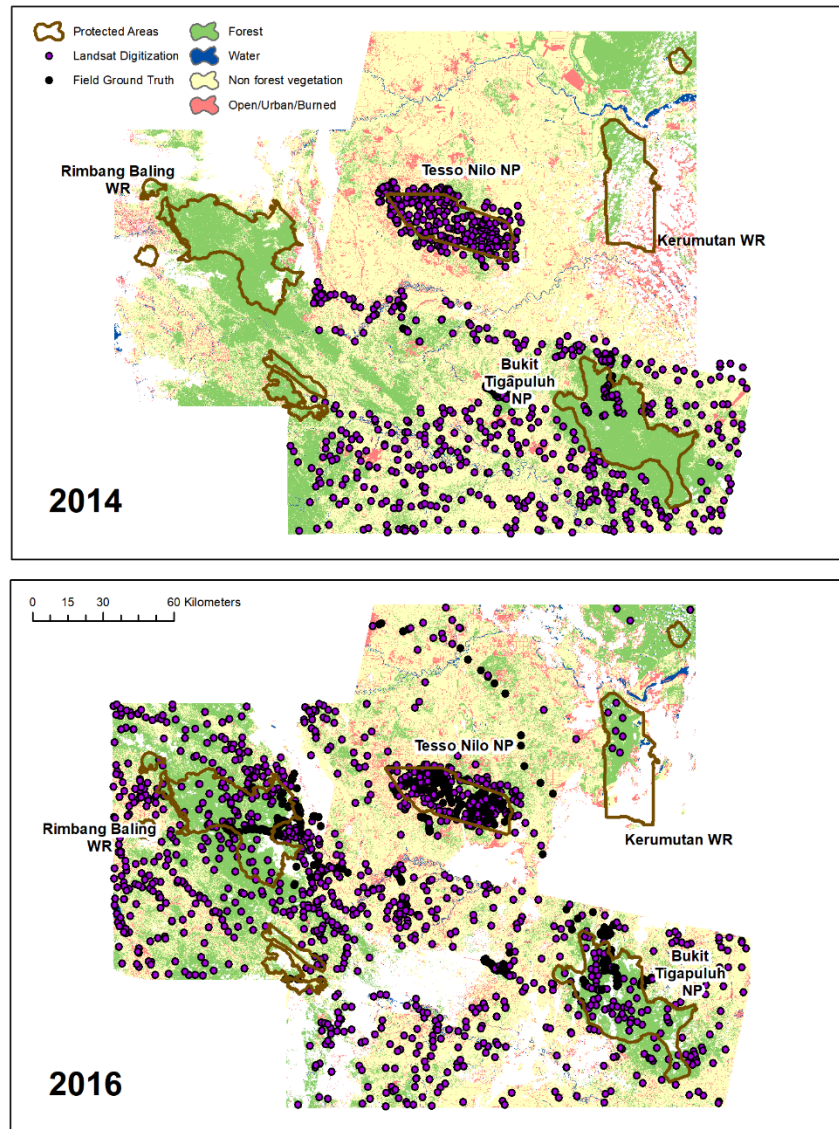 Protected Areas
Landsat Digitization
Field Ground Truth
Forest
Water
Non forest vegetation
Open/Urban/Burned
Rimbang Baling
WR
Tesso Nilo NP
Kerumutan WR
Bukit
Tigapuluh
NP
2014
0 15 30 60 Kilometers
Tesso Nilo NP
Rimbang Baling
WR
Kerumutan WR
Bukit
Tigapuluh
NP
2016